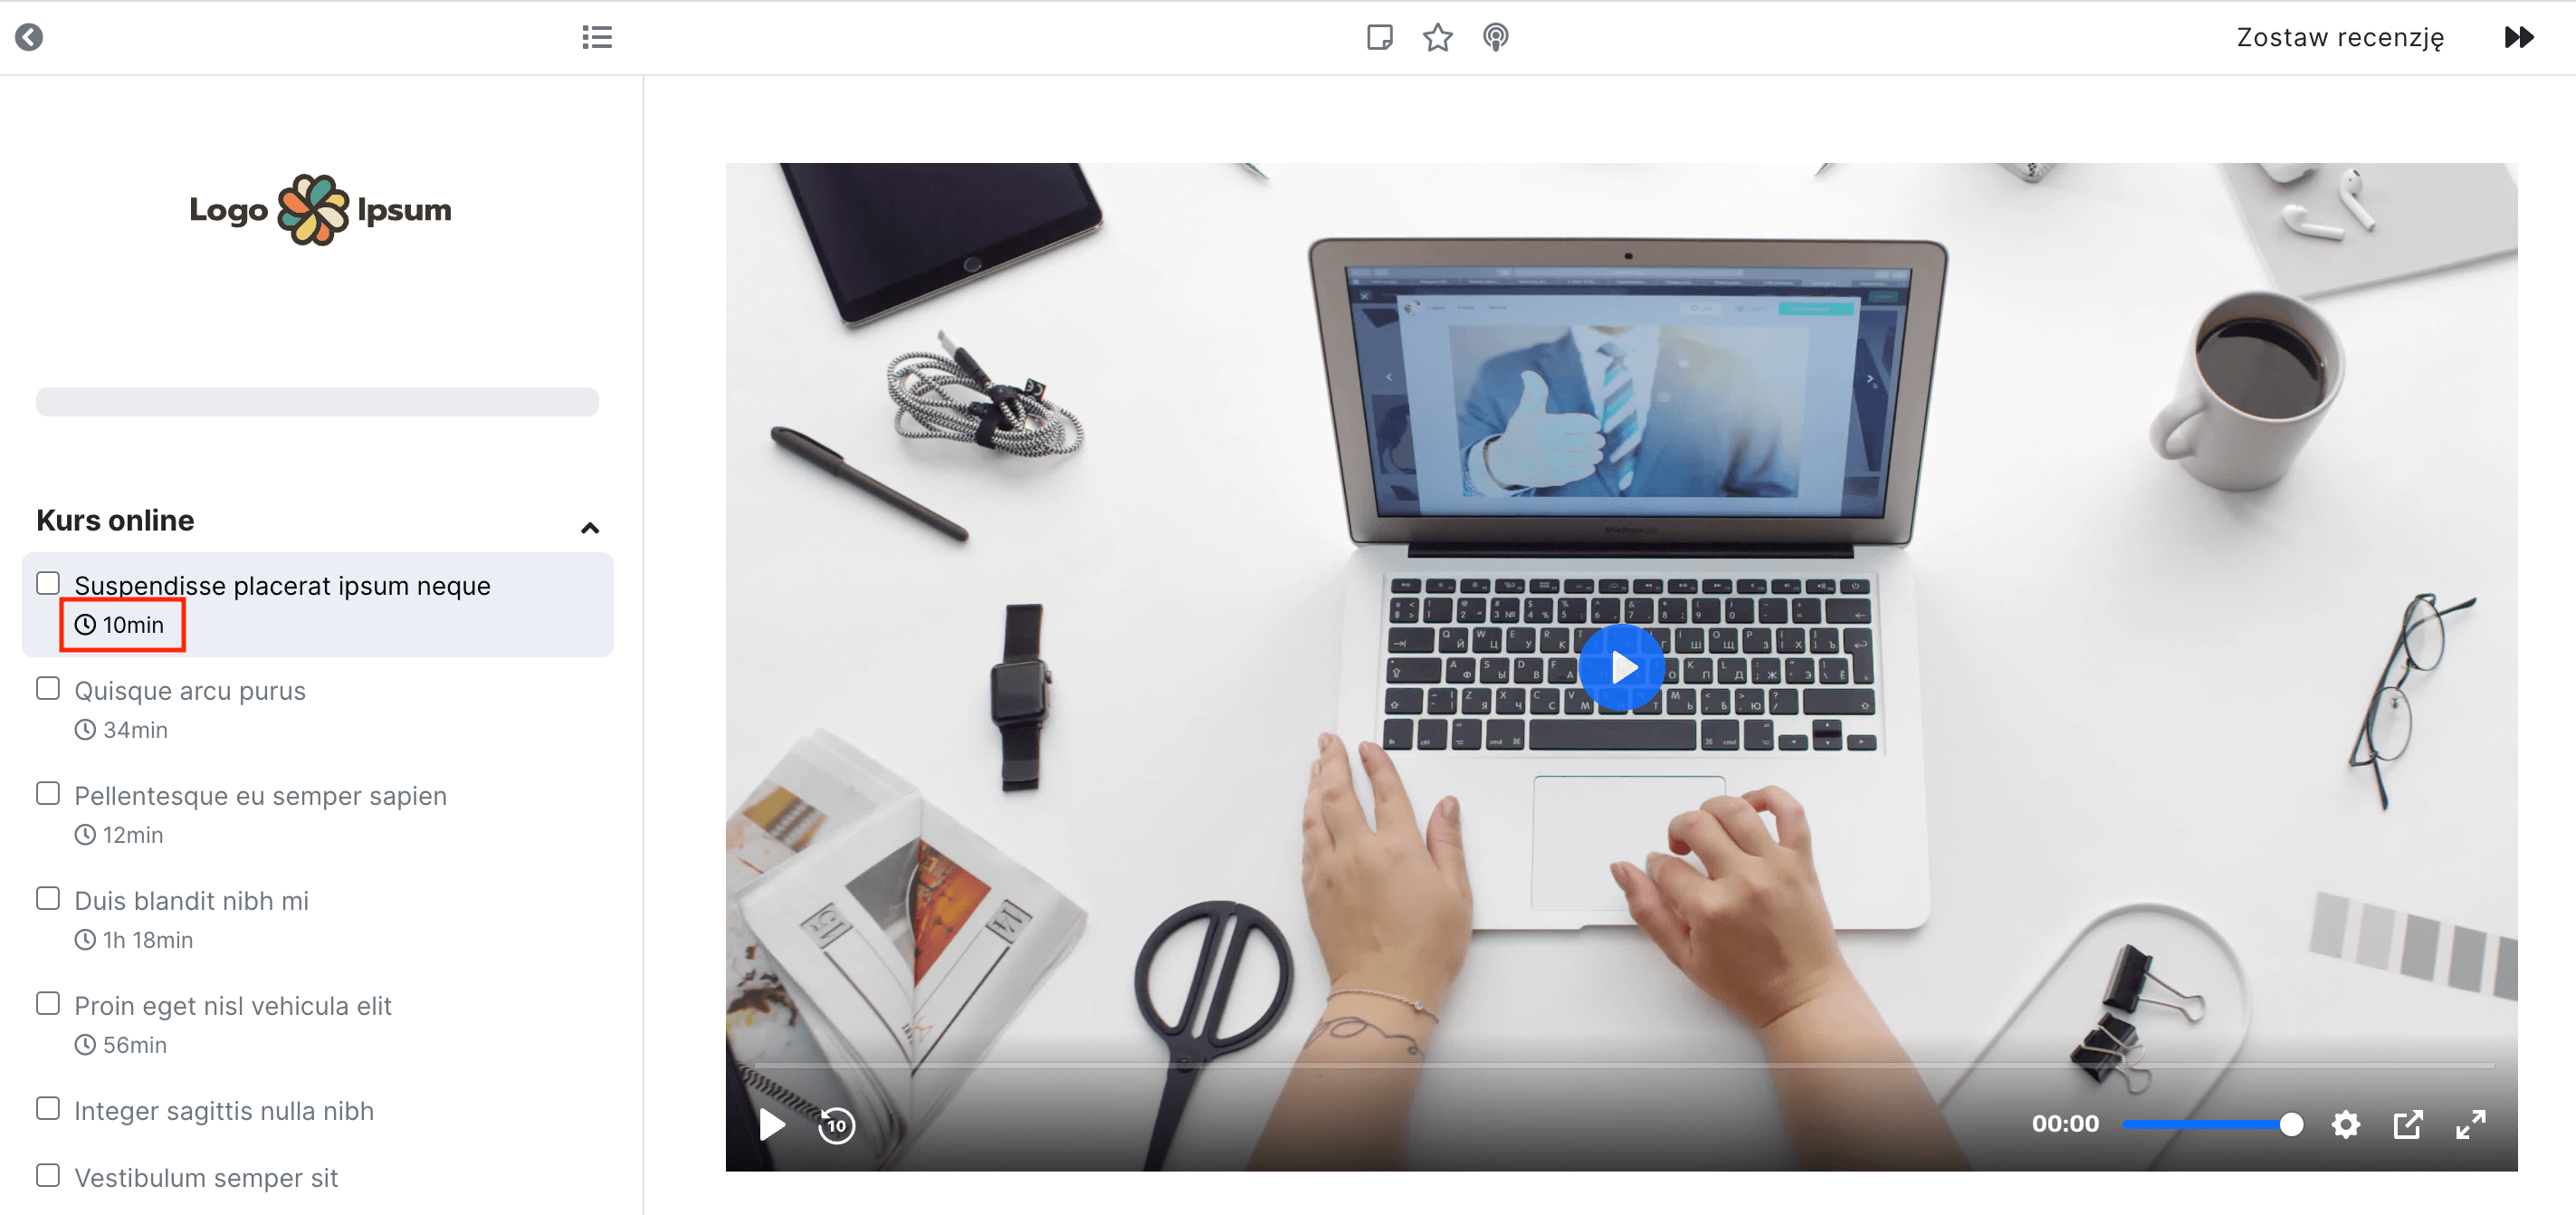 Zostaw recenzję
Logo Ipsum
Kurs online
Suspendisse placerat ipsum neque
10min
Quisque arcu purus
34min
Pellentesque eu semper sapien
12min
Duis blandit nibh mi
1h 18min
Proin eget nisl vehicula elit
56min
Integer sagittis nulla nibh
Vestibulum semper sit
10
00:00